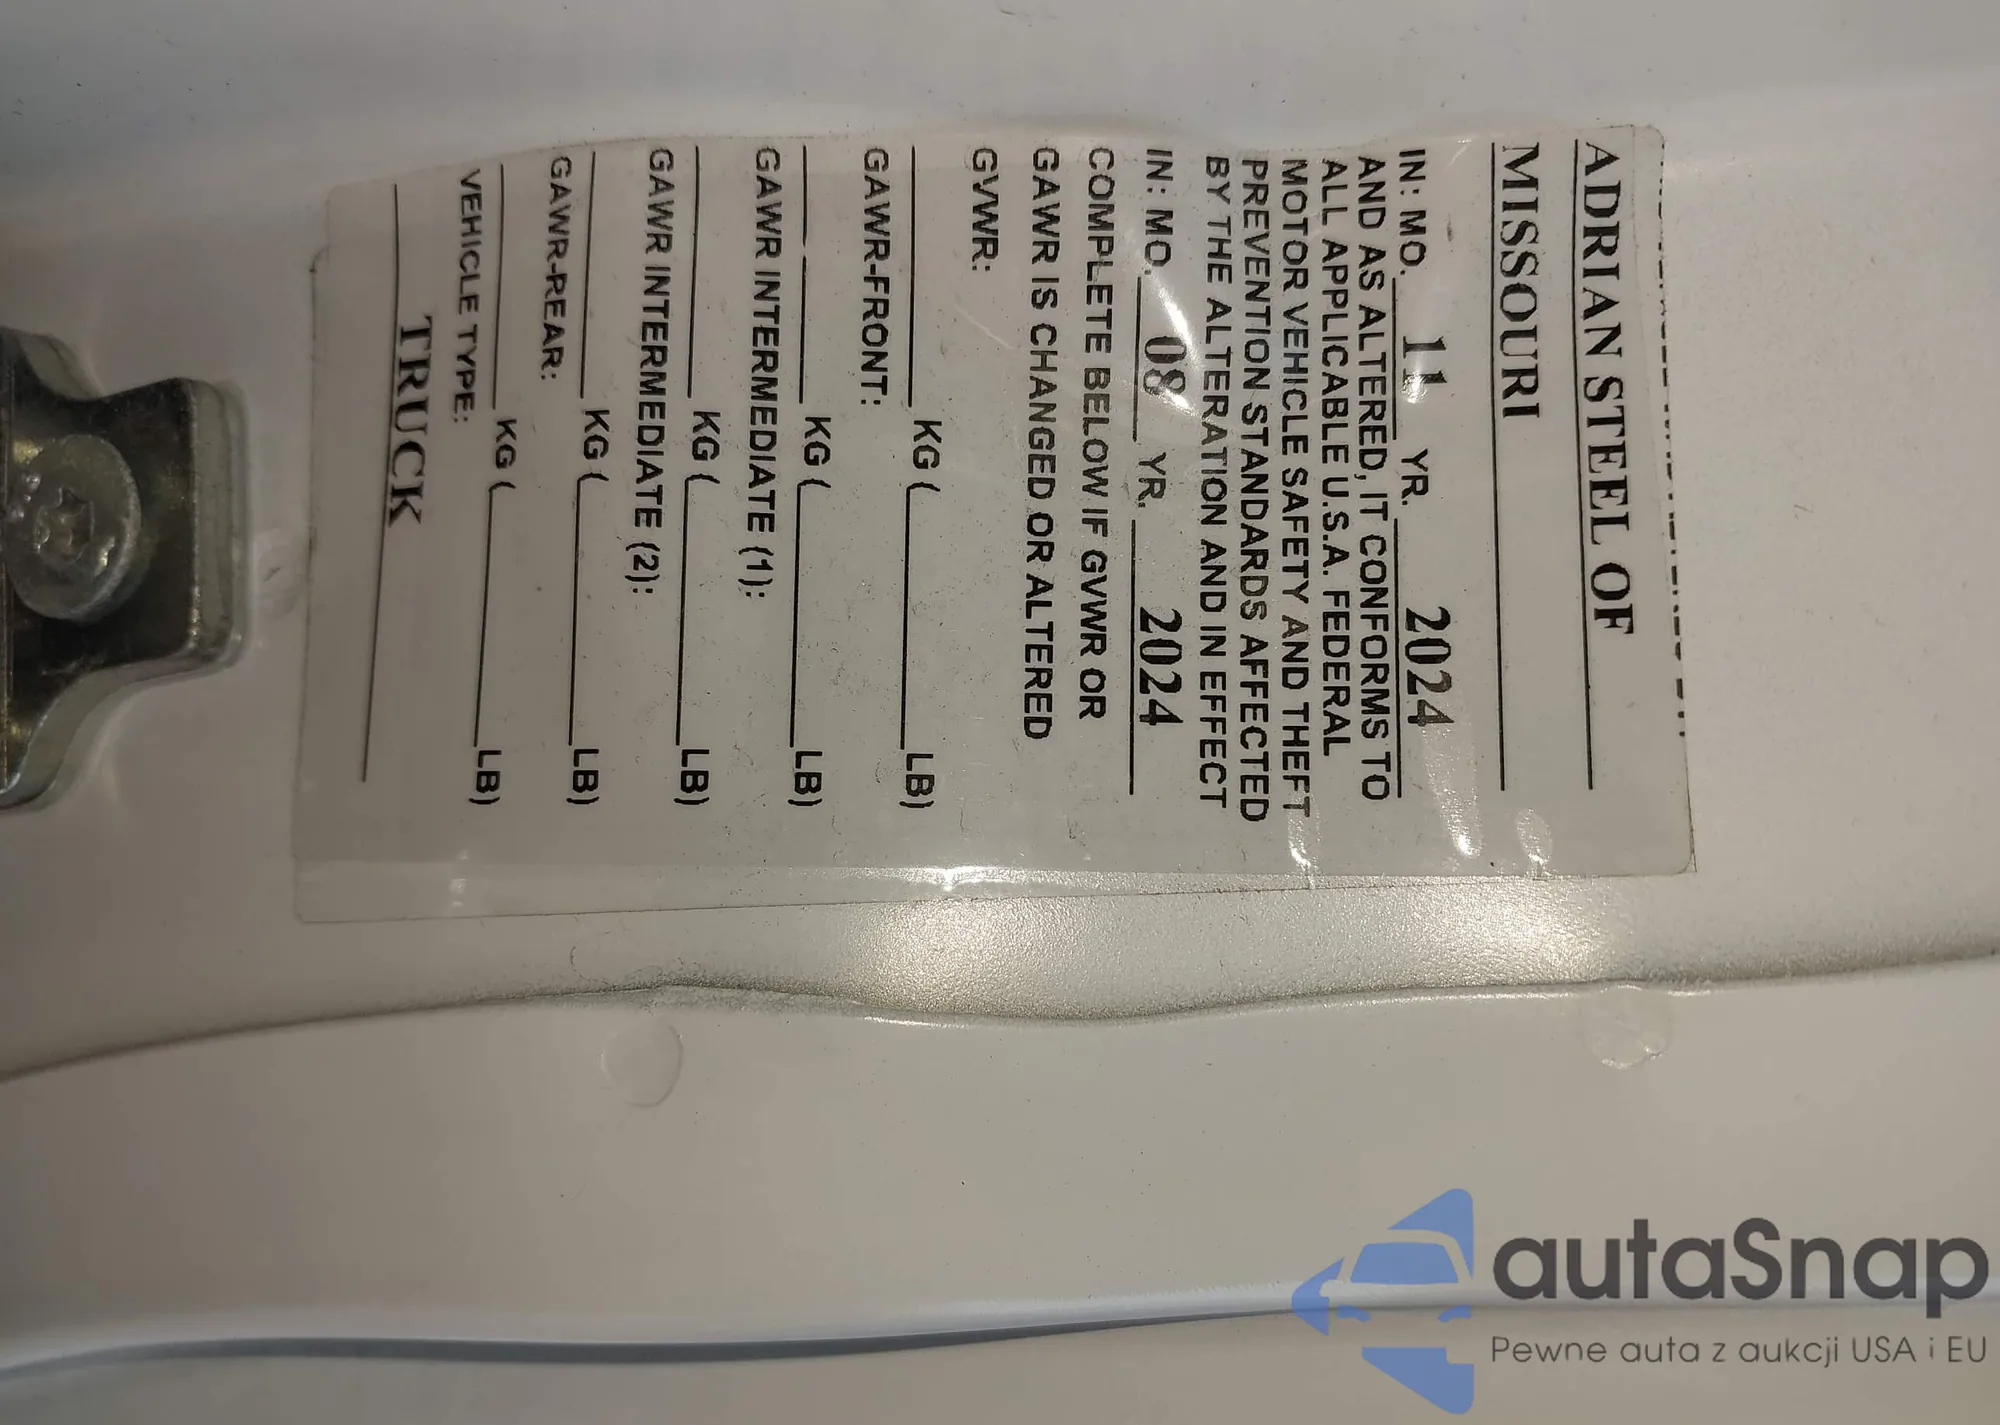 ADRIAN STEEL OF
MISSOURI
IN: MO. 11 YR. 2024
AND AS ALTERED, IT CONFORMS TO
ALL APPLICABLE U.S.A. FEDERAL
MOTOR VEHICLE SAFETY AND THEFT
PREVENTION STANDARDS AFFECTED
BY THE ALTERATION AND IN EFFECT
IN: MO. 08 YR. 2024
COMPLETE BELOW IF GVWR OR
GAWR IS CHANGED OR ALTERED
GVWR:
KG ( LB)
GAWR-FRONT:
KG ( LB)
GAWR INTERMEDIATE (1):
KG ( LB)
GAWR INTERMEDIATE (2):
KG ( LB)
GAWR-REAR:
KG ( LB)
VEHICLE TYPE:
TRUCK
autaSnap
Pewne auta z aukcji USA i EU